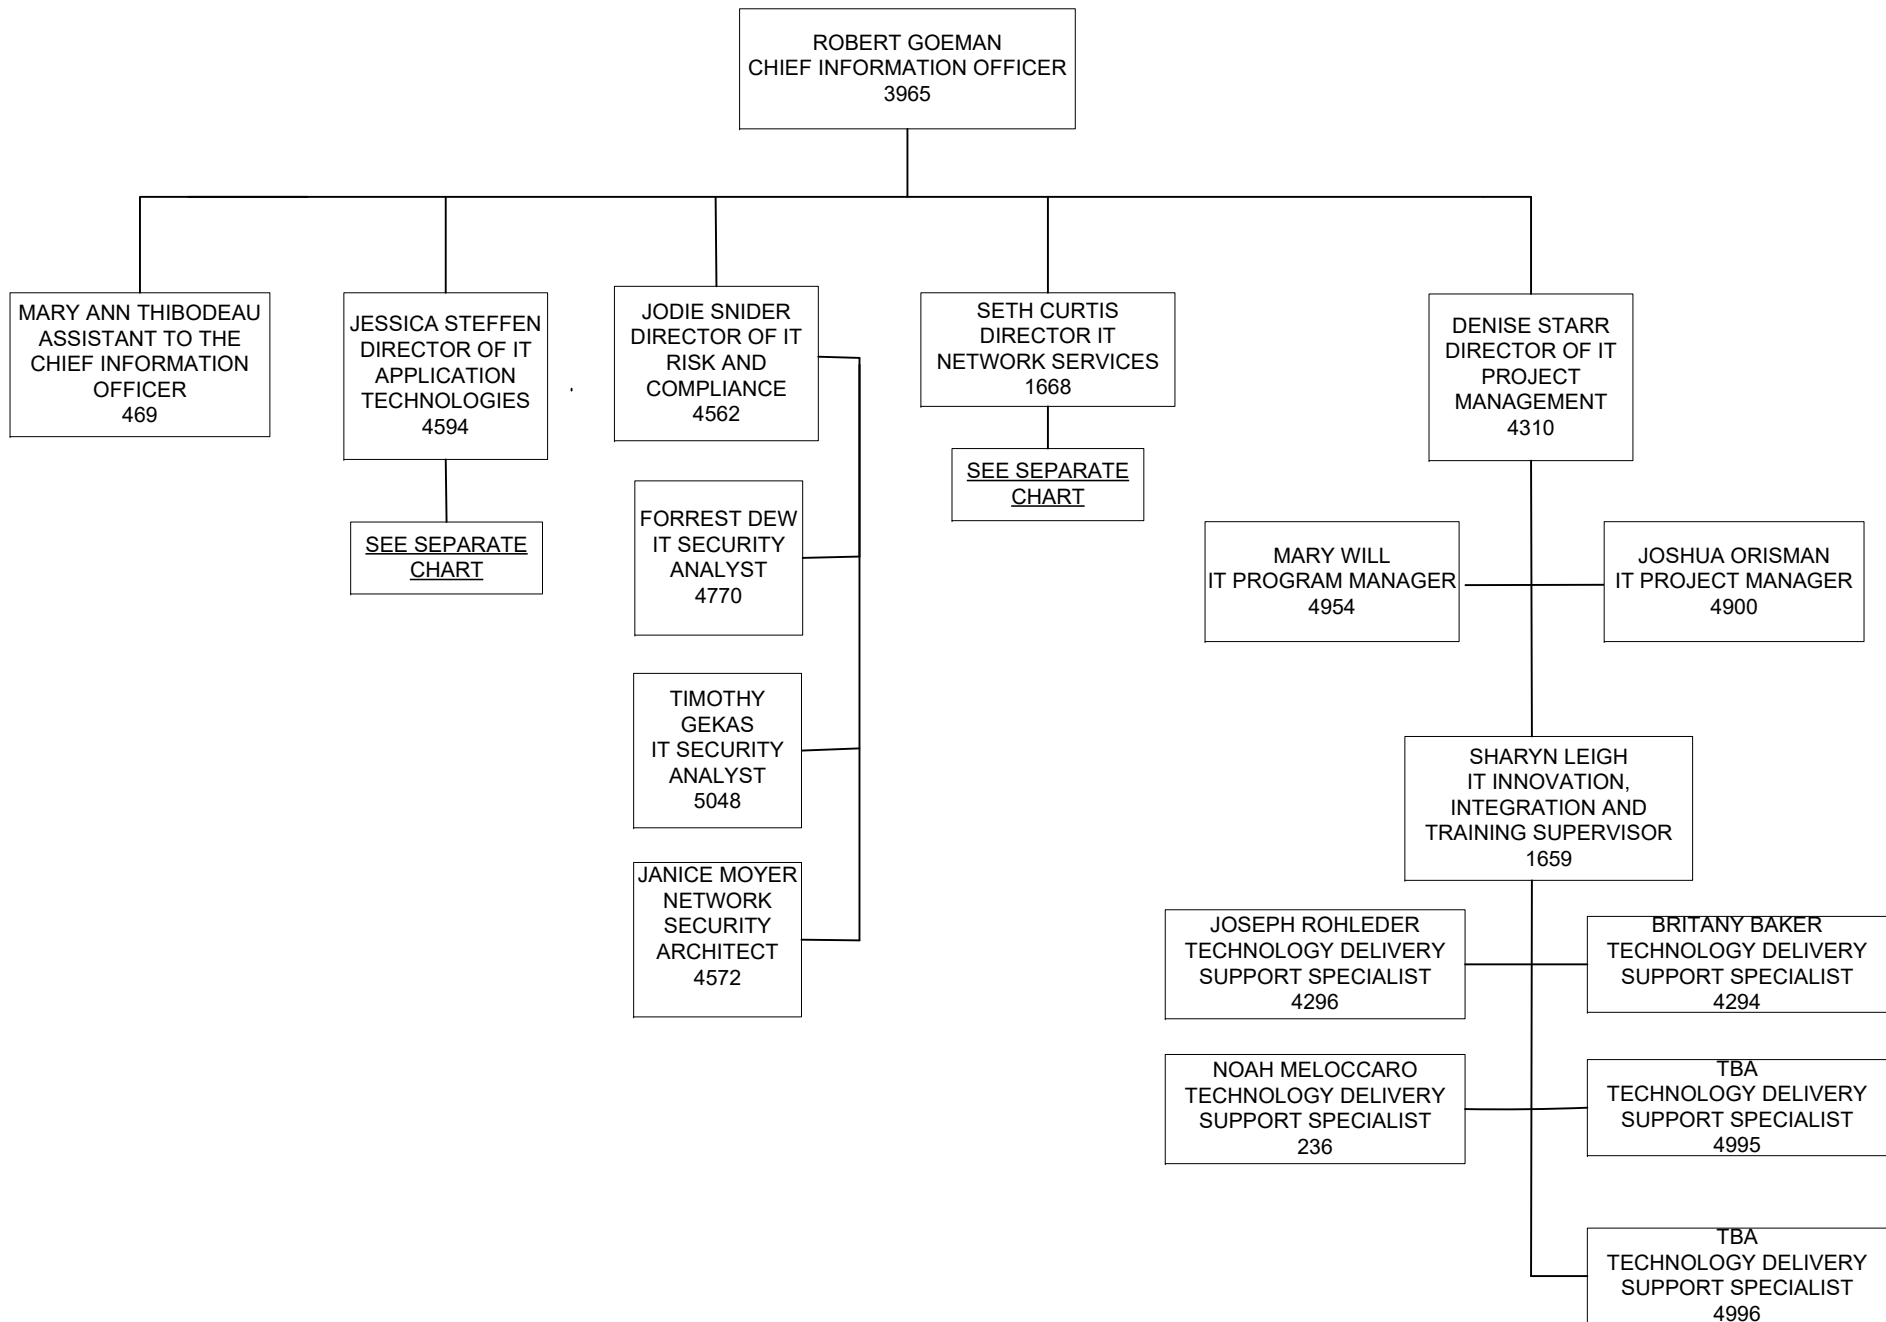 ROBERT GOEMAN
CHIEF INFORMATION OFFICER
3965
MARY ANN THIBODEAU
ASSISTANT TO THE
CHIEF INFORMATION
OFFICER
469
JESSICA STEFFEN
DIRECTOR OF IT
APPLICATION
TECHNOLOGIES
4594
SEE SEPARATE
CHART
JODIE SNIDER
DIRECTOR OF IT
RISK AND
COMPLIANCE
4562
FORREST DEW
IT SECURITY
ANALYST
4770
TIMOTHY
GEKAS
IT SECURITY
ANALYST
5048
JANICE MOYER
NETWORK
SECURITY
ARCHITECT
4572
SETH CURTIS
DIRECTOR IT
NETWORK SERVICES
1668
SEE SEPARATE
CHART
DENISE STARR
DIRECTOR OF IT
PROJECT
MANAGEMENT
4310
MARY WILL
IT PROGRAM MANAGER
4954
JOSHUA ORISMAN
IT PROJECT MANAGER
4900
SHARYN LEIGH
IT INNOVATION,
INTEGRATION AND
TRAINING SUPERVISOR
1659
JOSEPH ROHLEDER
TECHNOLOGY DELIVERY
SUPPORT SPECIALIST
4296
BRITANY BAKER
TECHNOLOGY DELIVERY
SUPPORT SPECIALIST
4294
NOAH MELOCCARO
TECHNOLOGY DELIVERY
SUPPORT SPECIALIST
236
TBA
TECHNOLOGY DELIVERY
SUPPORT SPECIALIST
4995
TBA
TECHNOLOGY DELIVERY
SUPPORT SPECIALIST
4996